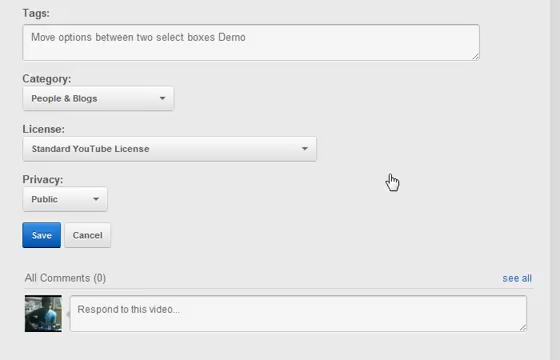 Tags:
Move options between two select boxes Demo
Category:
People & Blogs
License:
Standard YouTube License
Privacy:
Public
Save Cancel
All Comments (0) see all
Respond to this video...